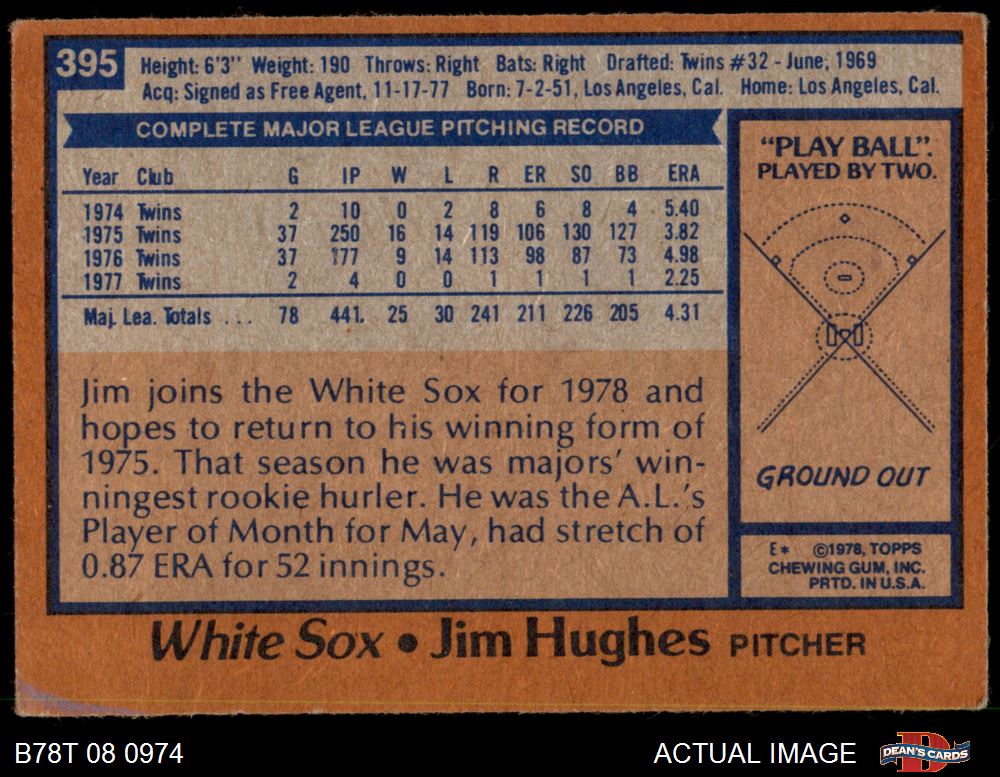 395
Height: 6'3" Weight: 190 Throws: Right Bats: Right Drafted: Twins #32 - June, 1969
Acq: Signed as Free Agent, 11-17-77 Born: 7-2-51, Los Angeles, Cal. Home: Los Angeles, Cal.
COMPLETE MAJOR LEAGUE PITCHING RECORD
Year Club G IP W L R ER SO BB ERA
1974 Twins 2 10 0 2 8 6 8 4 5.40
1975 Twins 37 250 16 14 119 106 130 127 3.82
1976 Twins 37 177 9 14 113 98 87 73 4.98
1977 Twins 2 4 0 0 1 1 1 1 2.25
Maj. Lea. Totals ... 78 441. 25 30 241 211 226 205 4.31
Jim joins the White Sox for 1978 and
hopes to return to his winning form of
1975. That season he was majors' win-
ningest rookie hurler. He was the A.L.'s
Player of Month for May, had stretch of
0.87 ERA for 52 innings.
"PLAY BALL".
PLAYED BY TWO.
GROUND OUT
E* ©1978, TOPPS
CHEWING GUM, INC.
PRTD. IN U.S.A.
White Sox • Jim Hughes PITCHER
B78T 08 0974 ACTUAL IMAGE DEAN'S CARDS